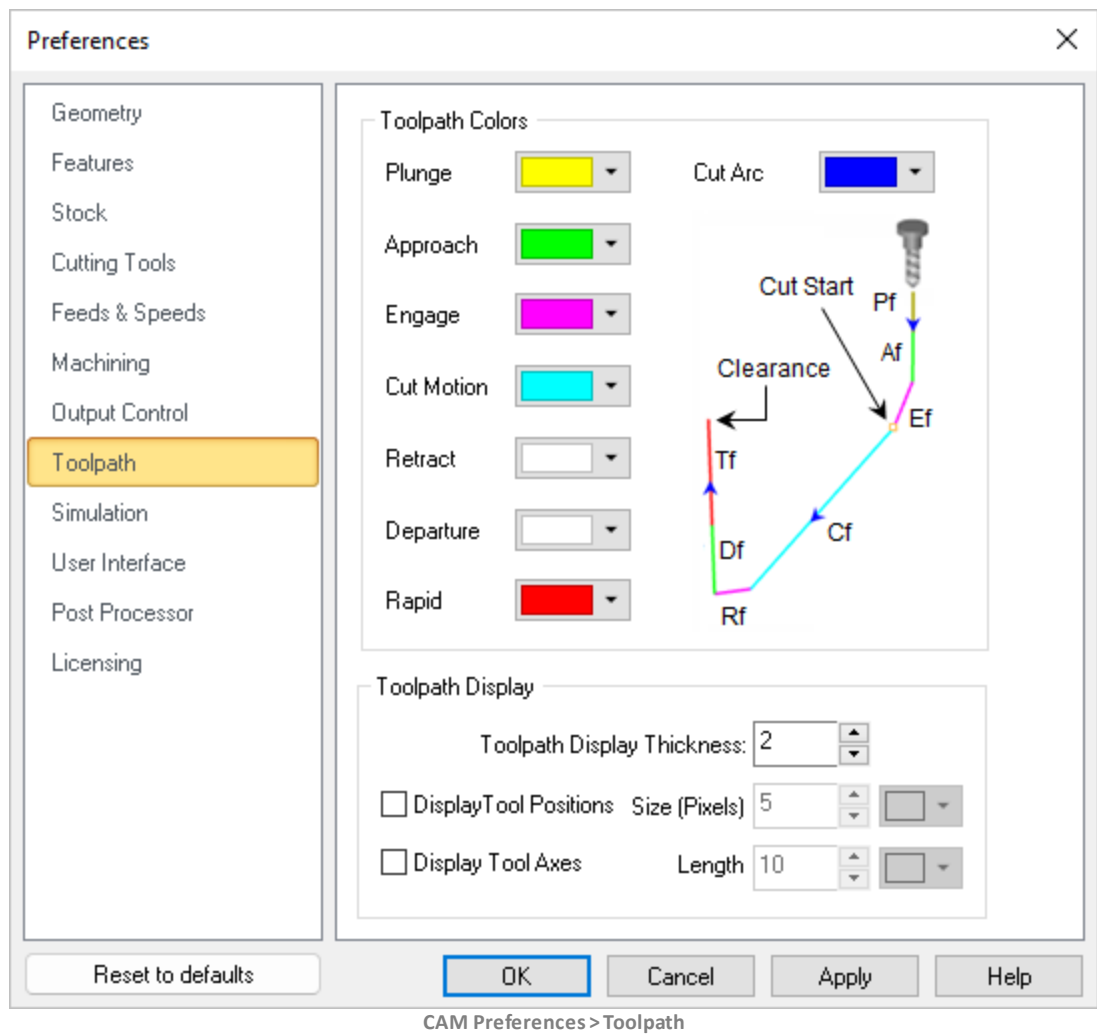 Preferences
Geometry
Features
Stock
Cutting Tools
Feeds & Speeds
Machining
Output Control
Toolpath
Simulation
User Interface
Post Processor
Licensing
Toolpath Colors
Plunge
Cut Arc
Approach
Engage
Cut Motion
Retract
Departure
Rapid
Cut Start
Pf
Af
Clearance
Ef
Tf
Cf
Df
Rf
Toolpath Display
Toolpath Display Thickness: 2
DisplayTool Positions Size (Pixels) 5
Display Tool Axes Length 10
Reset to defaults OK Cancel Apply Help
CAM Preferences > Toolpath